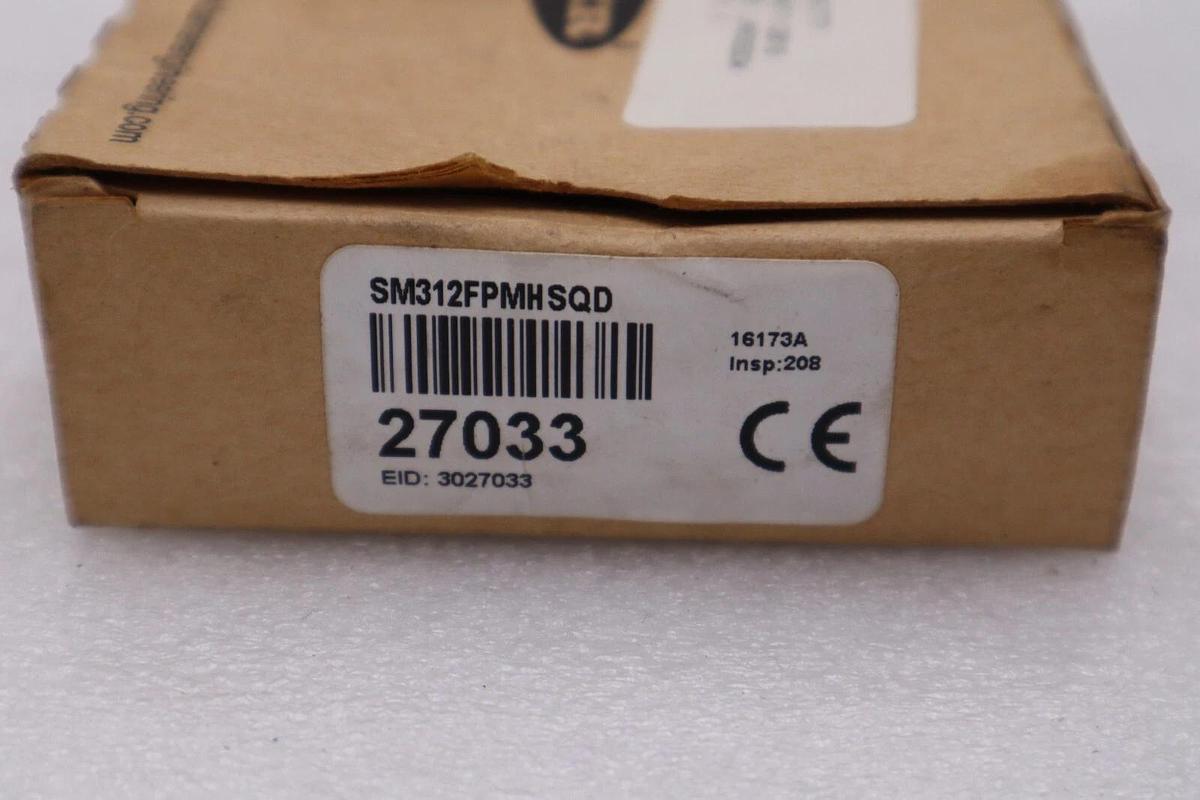 SM312FPMHSQD
16173A
Insp:208
27033
EID: 3027033
CE